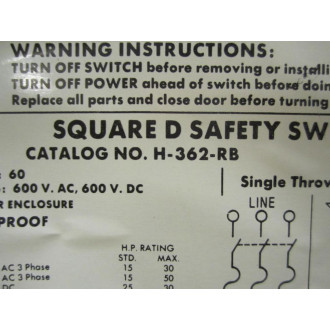 WARNING INSTRUCTIONS:
TURN OFF SWITCH before removing or
TURN OFF POWER ahead of switch before
Replace all parts and close door before turning
SQUARE D SAFETY SW
CATALOG NO. H-362-RB
: 60
: 600 V. AC, 600 V. DC
R ENCLOSURE
PROOF
Single Throw
LINE
H.P. RATING
STD. MAX.
AC 3 Phase 15 30
AC 3 Phase 15 50
DC 25 30